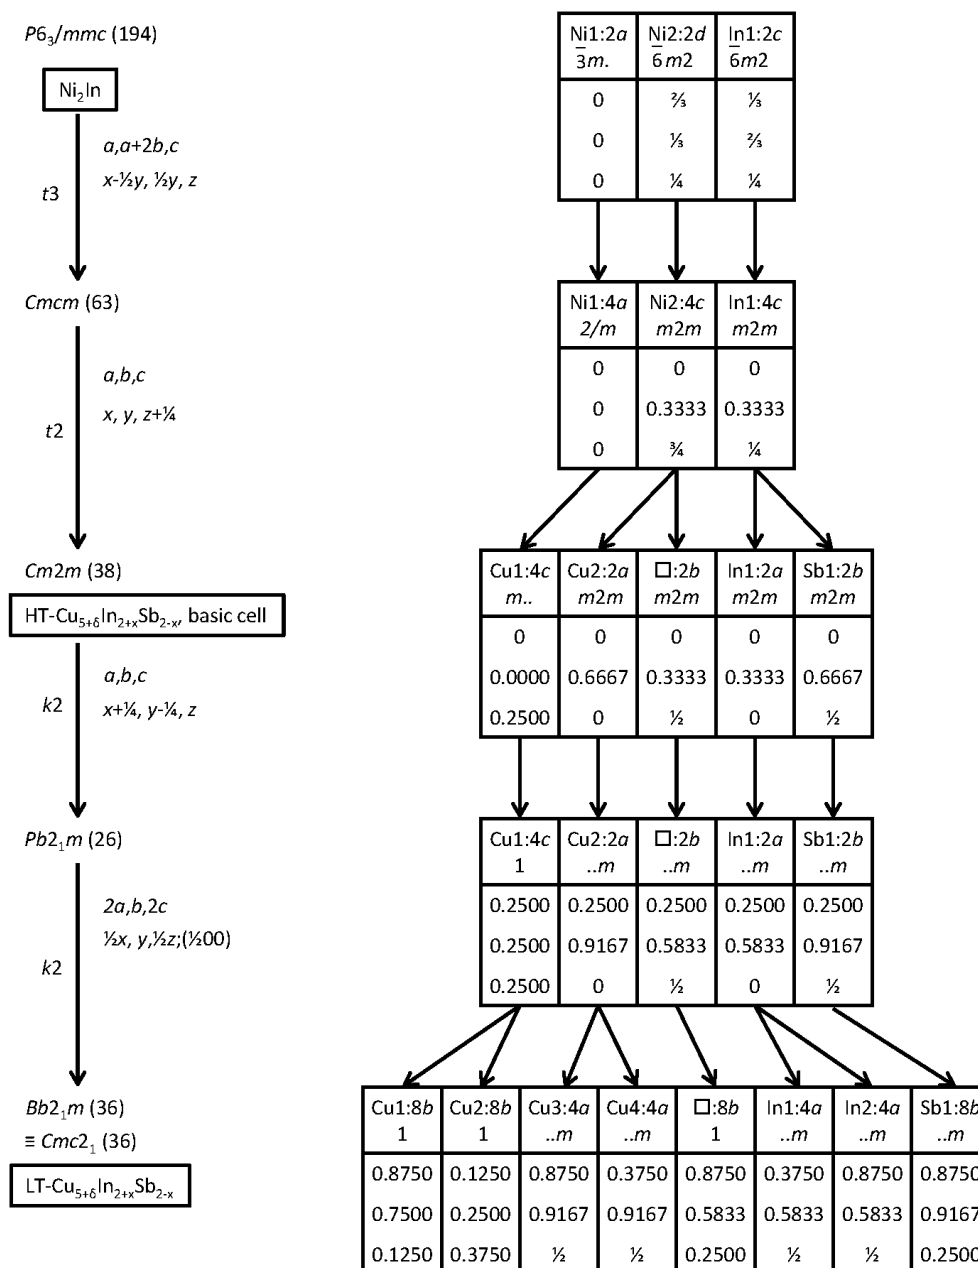 P6₃/mmc (194)
Ni₂In
a,a+2b,c
x-½y, ½y, z
t3
Ni1:2a Ni2:2d In1:2c
3̅m. 6̅m2 6̅m2
0 ⅔ ⅓
0 ⅓ ⅔
0 ¼ ¼
Cmcm (63)
a,b,c
x, y, z+¼
t2
Ni1:4a Ni2:4c In1:4c
2/m m2m m2m
0 0 0
0 0.3333 0.3333
0 ¾ ¼
Cm2m (38)
HT-Cu₅₊δIn₂₊ₓSb₂₋ₓ, basic cell
a,b,c
x+¼, y-¼, z
k2
Cu1:4c Cu2:2a □:2b In1:2a Sb1:2b
m.. m2m m2m m2m m2m
0 0 0 0 0
0.0000 0.6667 0.3333 0.3333 0.6667
0.2500 0 ½ 0 ½
Pb2₁m (26)
2a,b,2c
½x, y,½z;(½00)
k2
Cu1:4c Cu2:2a □:2b In1:2a Sb1:2b
1 ..m ..m ..m ..m
0.2500 0.2500 0.2500 0.2500 0.2500
0.2500 0.9167 0.5833 0.5833 0.9167
0.2500 0 ½ 0 ½
Bb2₁m (36)
≡ Cmc2₁ (36)
LT-Cu₅₊δIn₂₊ₓSb₂₋ₓ
Cu1:8b Cu2:8b Cu3:4a Cu4:4a □:8b In1:4a In2:4a Sb1:8b
1 1 ..m ..m 1 ..m ..m ..m
0.8750 0.1250 0.8750 0.3750 0.8750 0.3750 0.8750 0.8750
0.7500 0.2500 0.9167 0.9167 0.5833 0.5833 0.5833 0.9167
0.1250 0.3750 ½ ½ 0.2500 ½ ½ 0.2500